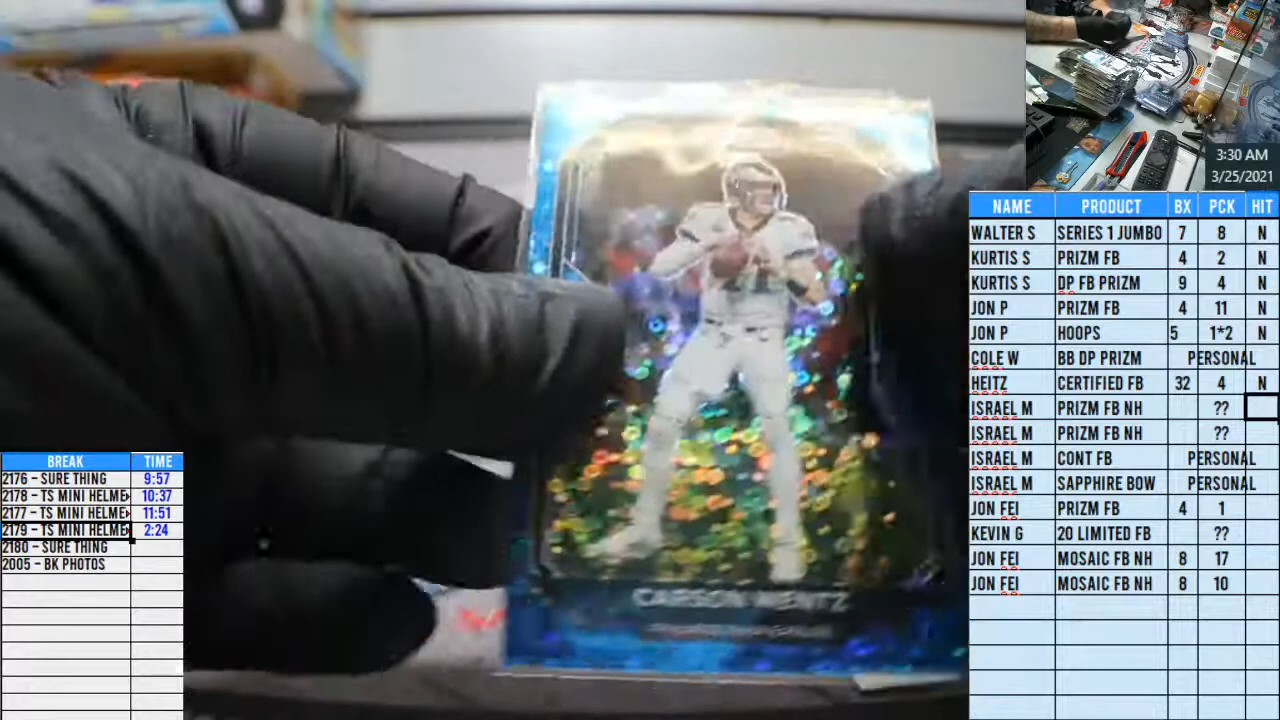 3:30 AM
3/25/2021
NAME PRODUCT BX PCK HIT
WALTER S SERIES 1 JUMBO 7 8 N
KURTIS S PRIZM FB 4 2 N
KURTIS S DP FB PRIZM 9 4 N
JON P PRIZM FB 4 11 N
JON P HOOPS 5 1*2 N
COLE W BB DP PRIZM PERSONAL
HEITZ CERTIFIED FB 32 4 N
ISRAEL M PRIZM FB NH ??
ISRAEL M PRIZM FB NH ??
ISRAEL M CONT FB PERSONAL
ISRAEL M SAPPHIRE BOW PERSONAL
JON FEI PRIZM FB 4 1
KEVIN G 20 LIMITED FB ??
JON FEI MOSAIC FB NH 8 17
JON FEI MOSAIC FB NH 8 10
BREAK TIME
2176 - SURE THING 9:57
2178 - TS MINI HELME 10:37
2177 - TS MINI HELME 11:51
2179 - TS MINI HELME 2:24
2180 - SURE THING
2005 - BK PHOTOS
CARSON WENTZ